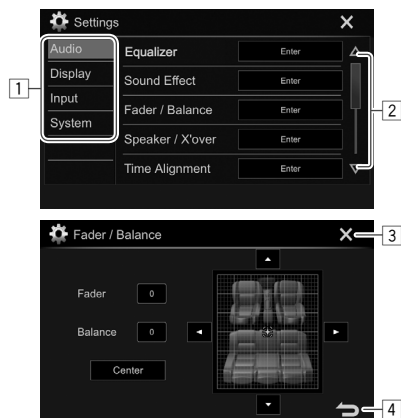 Settings
Audio
Display
Input
System
Equalizer Enter
Sound Effect Enter
Fader / Balance Enter
Speaker / X'over Enter
Time Alignment Enter
1
2
Fader / Balance
3
Fader 0
Balance 0
Center
4